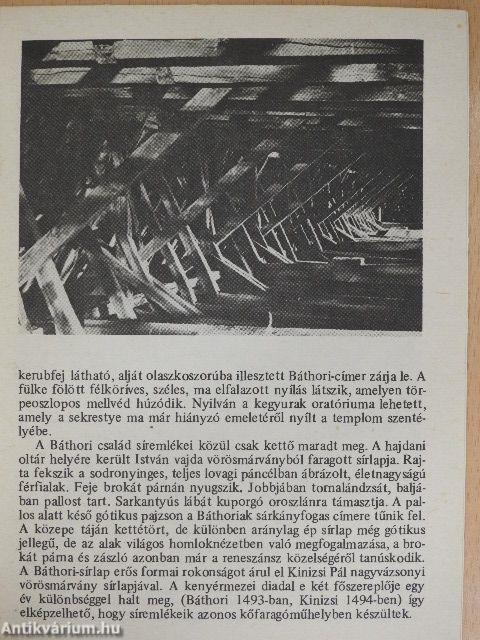 kerubfej látható, alját olaszkoszorúba illesztett Báthori-címer zárja le. A
fülke fölött félköríves, széles, ma elfalazott nyílás látszik, amelyen tör-
peoszlopos mellvéd húzódik. Nyilván a kegyurak oratóriuma lehetett,
amely a sekrestye ma már hiányzó emeletéről nyílt a templom szenté-
lyébe.
A Báthori család síremlékei közül csak kettő maradt meg. A hajdani
oltár helyére került István vajda vörösmárványból faragott sírlapja. Raj-
ta fekszik a sodronyinges, teljes lovagi páncélban ábrázolt, életnagyságú
férfialak. Feje brokát párnán nyugszik. Jobbjában tornalándzsát, baljá-
ban pallost tart. Sarkantyús lábát kuporgó oroszlánra támasztja. A pal-
los alatt késő gótikus pajzson a Báthoriak sárkányfogas címere tűnik fel.
A közepe táján kettétört, de különben aránylag ép sírlap még gótikus
jellegű, de az alak világos homloknézetben való megfogalmazása, a bro-
kát párna és zászló azonban már a reneszánsz közelségéről tanúskodik.
A Báthori-sírlap erős formai rokonságot árul el Kinizsi Pál nagyvázsonyi
vörösmárvány sírlapjával. A kenyérmezei diadal e két főszereplője egy
év különbséggel halt meg, (Báthori 1493-ban, Kinizsi 1494-ben) így
elképzelhető, hogy síremlékeik azonos kőfaragóműhelyben készültek.
Antikvárium.hu